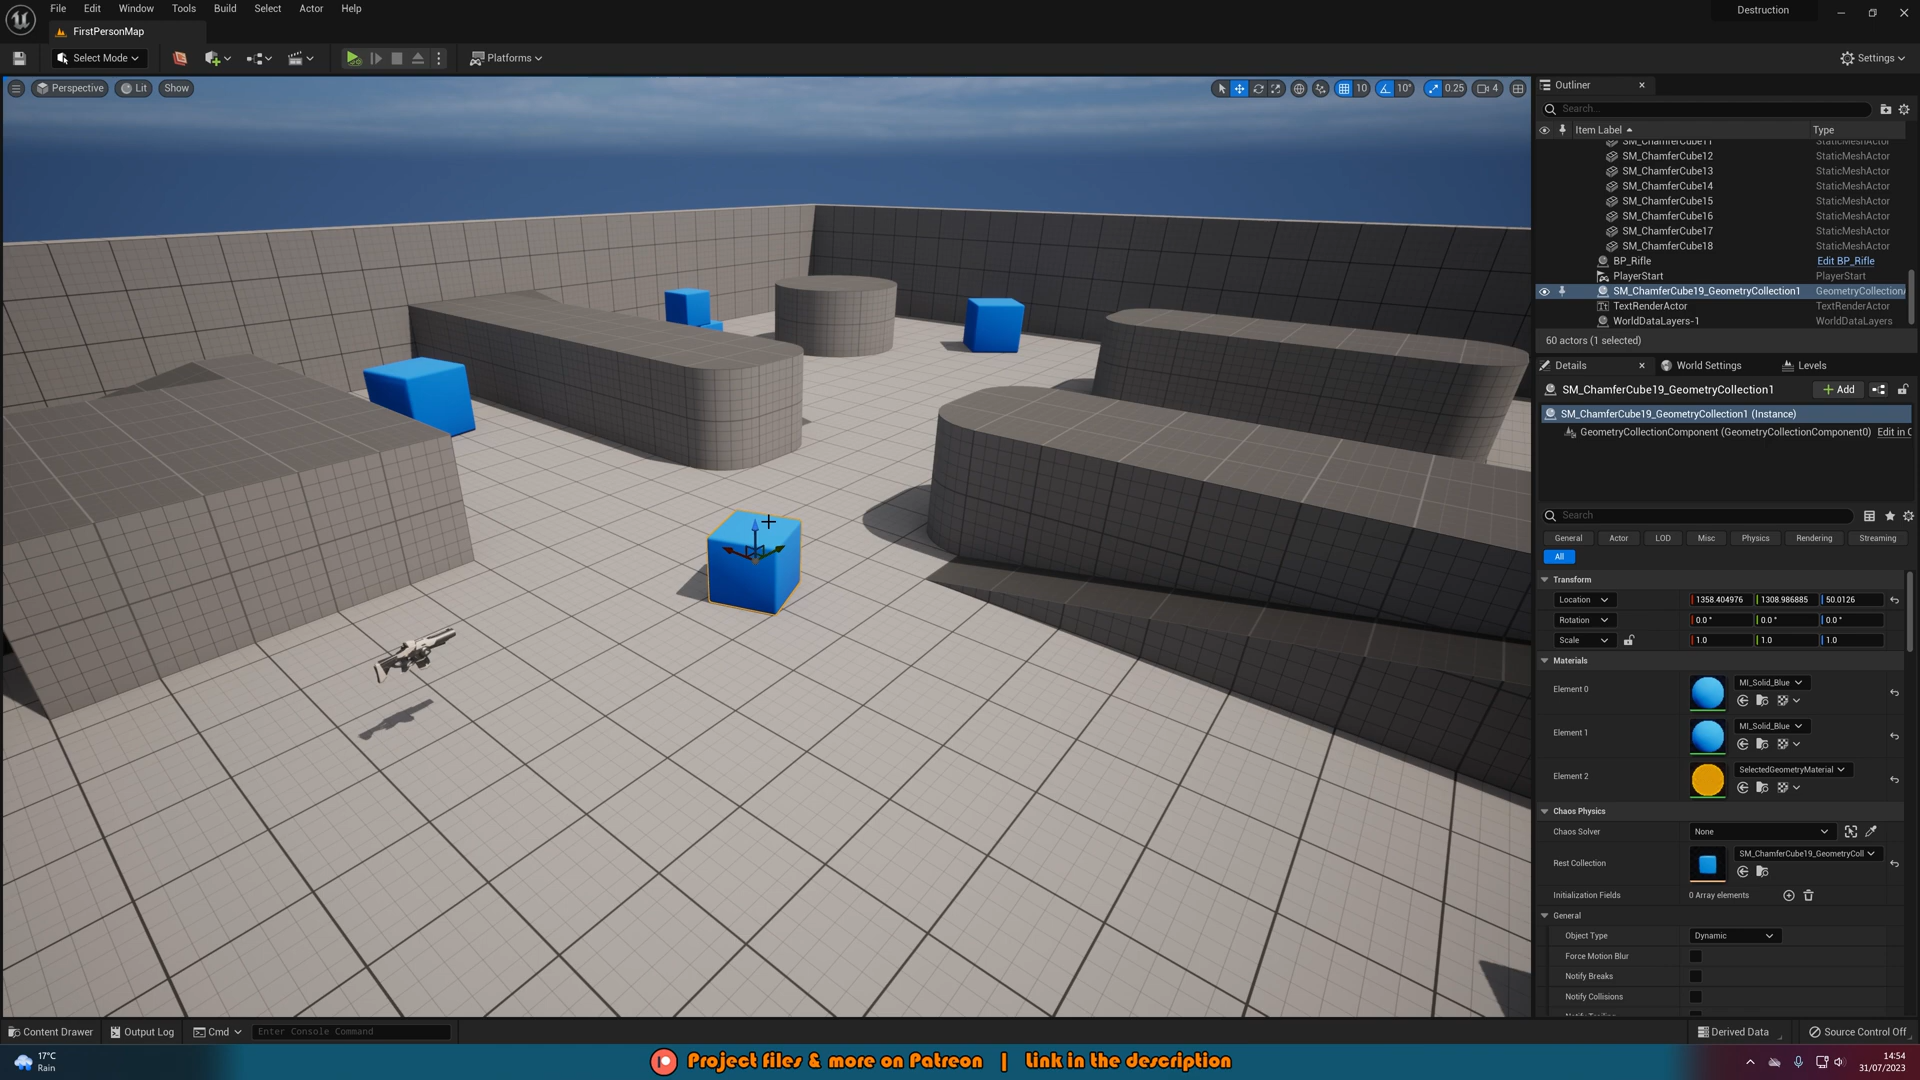 File Edit Window Tools Build Select Actor Help
Destruction
FirstPersonMap
Select Mode
Platforms
Settings
Perspective Lit Show
10 10° 0.25 4
Outliner
Search...
Item Label Type
SM_ChamferCube11 StaticMeshActor
SM_ChamferCube12 StaticMeshActor
SM_ChamferCube13 StaticMeshActor
SM_ChamferCube14 StaticMeshActor
SM_ChamferCube15 StaticMeshActor
SM_ChamferCube16 StaticMeshActor
SM_ChamferCube17 StaticMeshActor
SM_ChamferCube18 StaticMeshActor
BP_Rifle Edit BP_Rifle
PlayerStart PlayerStart
SM_ChamferCube19_GeometryCollection1 GeometryCollection
TextRenderActor TextRenderActor
WorldDataLayers-1 WorldDataLayers
60 actors (1 selected)
Details World Settings Levels
SM_ChamferCube19_GeometryCollection1 Add
SM_ChamferCube19_GeometryCollection1 (Instance)
GeometryCollectionComponent (GeometryCollectionComponent0) Edit in C
Search
General Actor LOD Misc Physics Rendering Streaming
All
Transform
Location 1358.404976 1308.986885 50.0126
Rotation 0.0° 0.0° 0.0°
Scale 1.0 1.0 1.0
Materials
Element 0 MI_Solid_Blue
Element 1 MI_Solid_Blue
Element 2 SelectedGeometryMaterial
Chaos Physics
Chaos Solver None
Rest Collection SM_ChamferCube19_GeometryColl
Initialization Fields 0 Array elements
General
Object Type Dynamic
Force Motion Blur
Notify Breaks
Notify Collisions
Content Drawer Output Log Cmd Enter Console Command
Derived Data Source Control Off
17°C
Rain
Project files & more on Patreon | Link in the description
14:54
31/07/2023